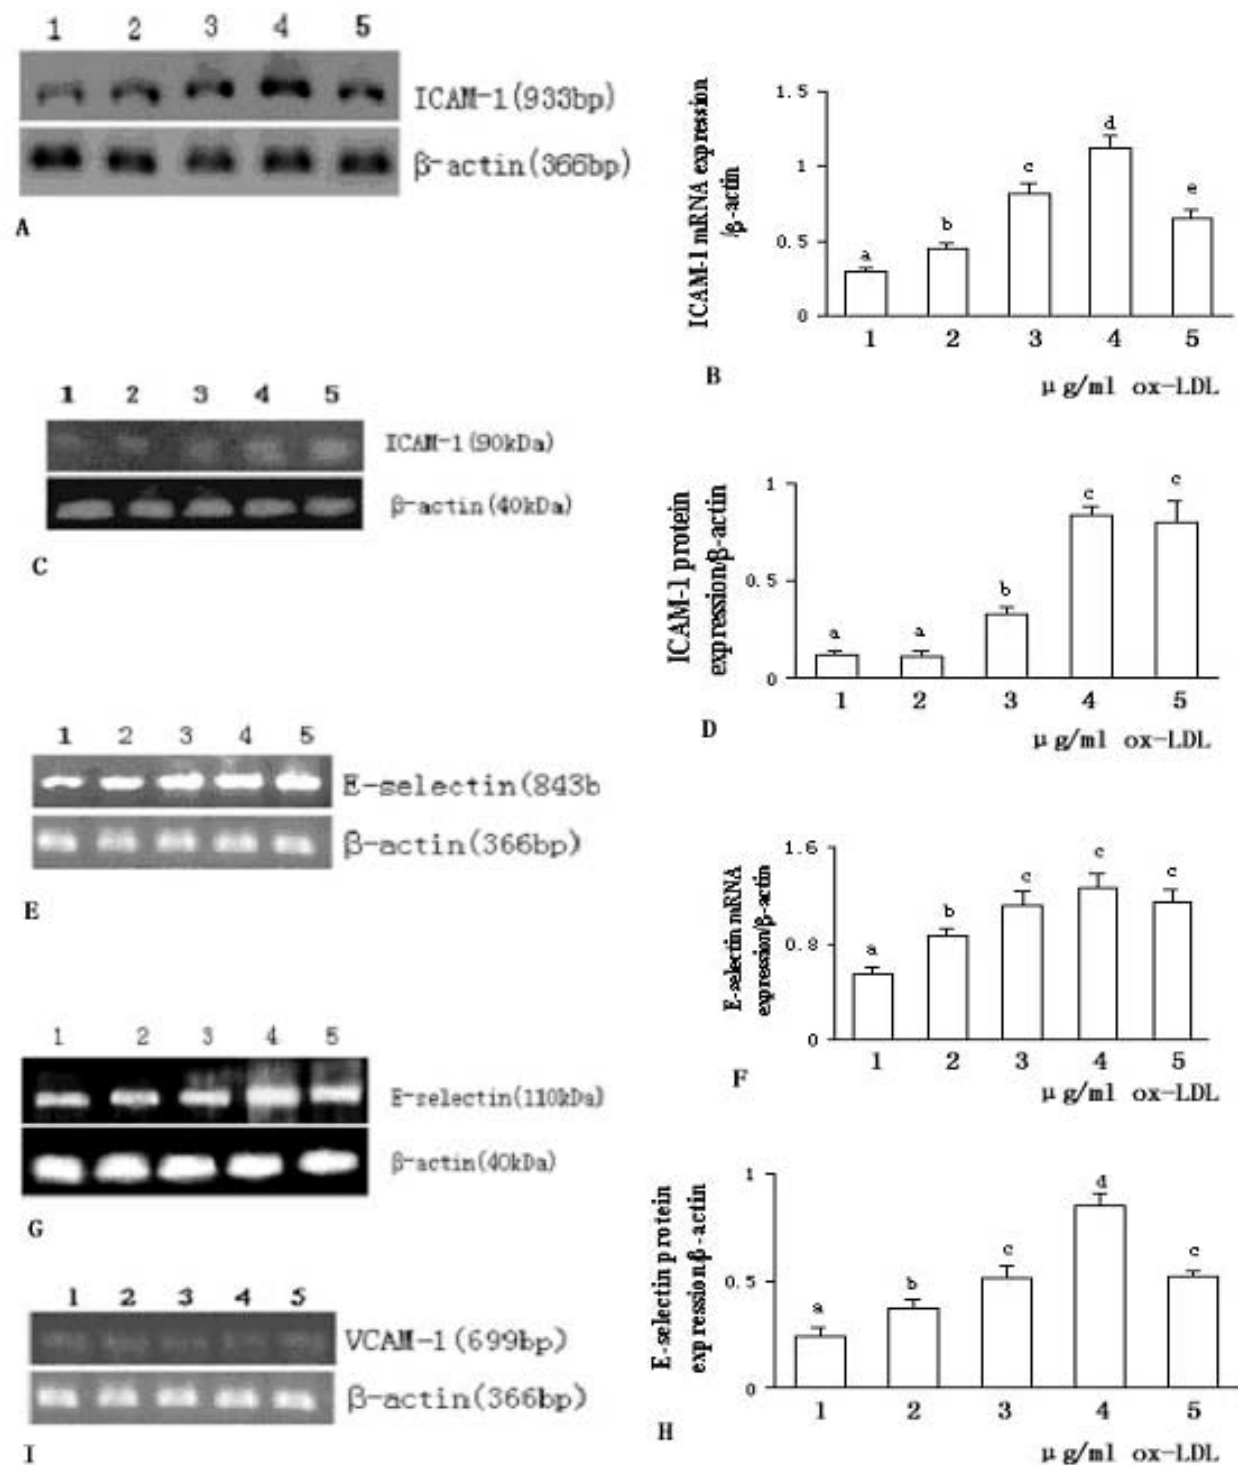 1 2 3 4 5
ICAM-1(933bp)
β-actin(366bp)
A
ICAM-1 mRNA expression
/β-actin
1.5
1
0.5
0
a
b
c
d
e
1 2 3 4 5
μg/ml ox-LDL
B
1 2 3 4 5
ICAM-1(90kDa)
β-actin(40kDa)
C
ICAM-1 protein
expression/β-actin
1
0.5
0
a
a
b
c
c
1 2 3 4 5
μg/ml ox-LDL
D
1 2 3 4 5
E-selectin(843b
β-actin(366bp)
E
E-selectin mRNA
expression/β-actin
1.6
0.8
0
a
b
c
c
c
1 2 3 4 5
μg/ml ox-LDL
F
1 2 3 4 5
E-selectin(110kDa)
β-actin(40kDa)
G
E-selectin protein
expression/β-actin
1
0.5
0
a
b
c
d
c
1 2 3 4 5
μg/ml ox-LDL
H
1 2 3 4 5
VCAM-1(699bp)
β-actin(366bp)
I